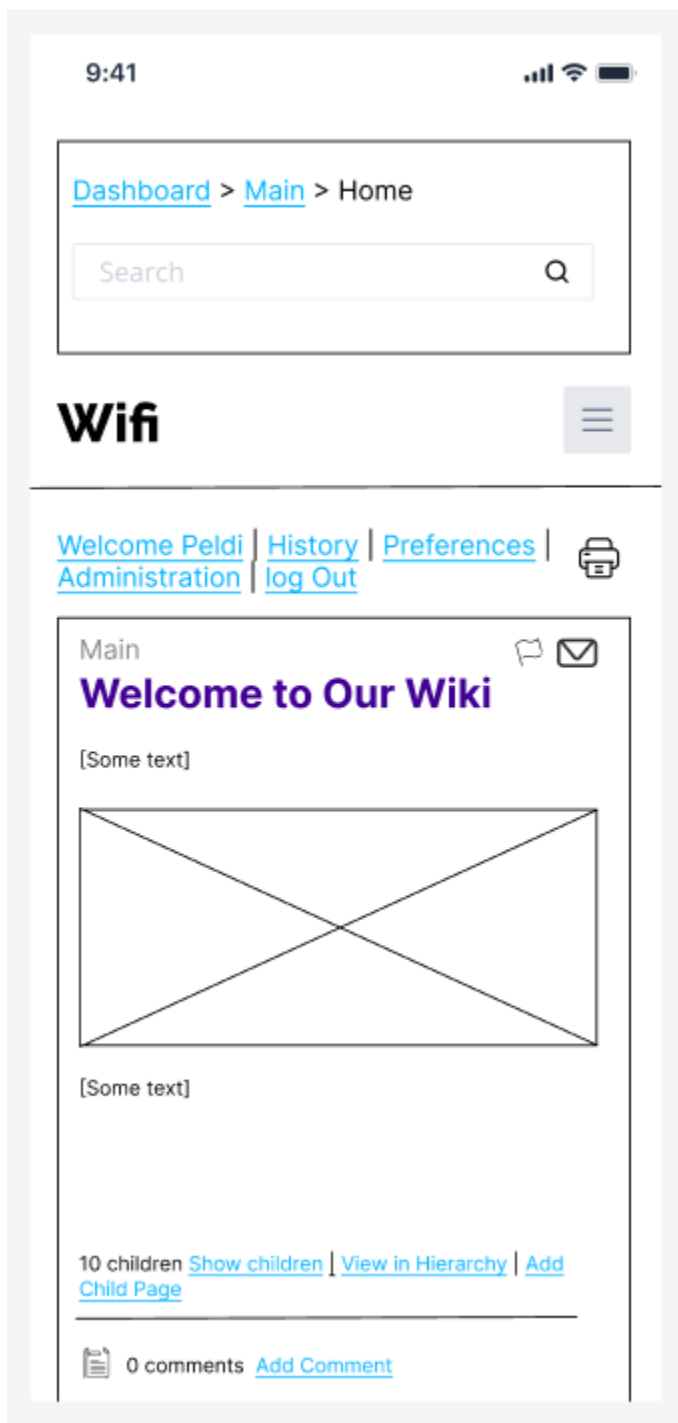 9:41
Dashboard > Main > Home
Search
Wifi
Welcome Peldi | History | Preferences |
Administration | log Out
Main
Welcome to Our Wiki
[Some text]
[Some text]
10 children Show children | View in Hierarchy | Add
Child Page
0 comments Add Comment